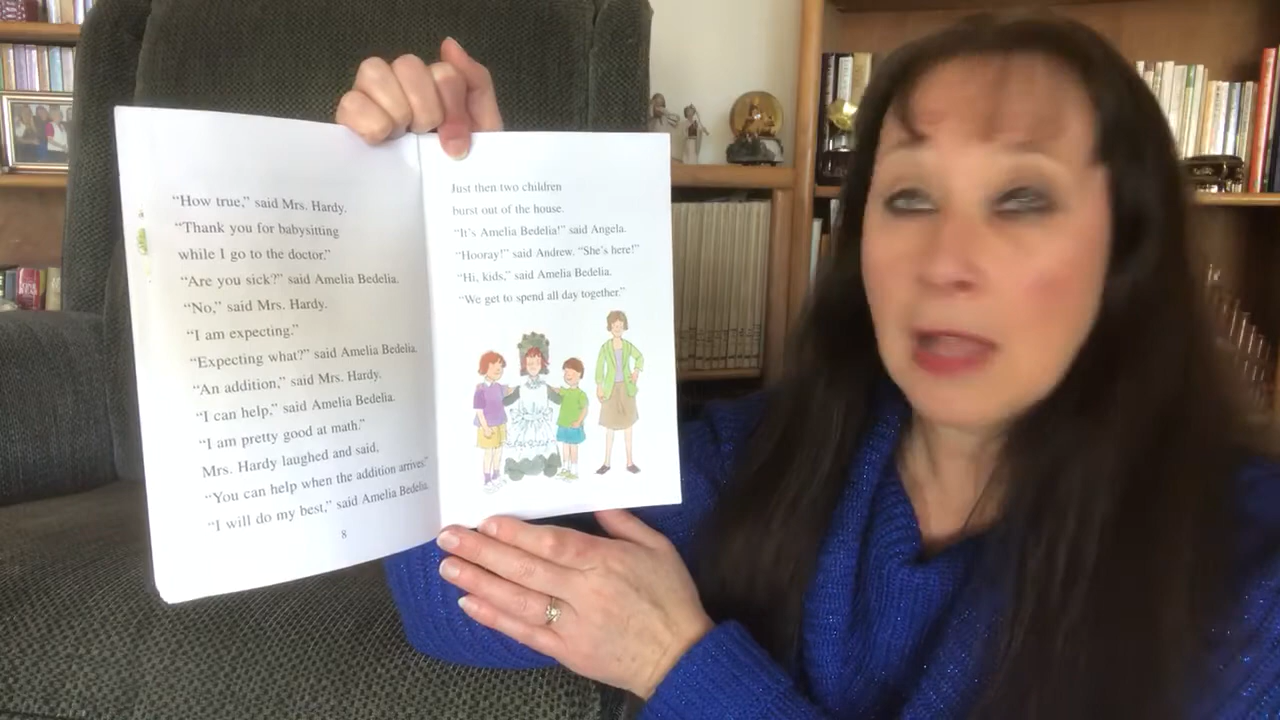 “How true,” said Mrs. Hardy.
“Thank you for babysitting
while I go to the doctor.”
“Are you sick?” said Amelia Bedelia.
“No,” said Mrs. Hardy.
“I am expecting.”
“Expecting what?” said Amelia Bedelia.
“An addition,” said Mrs. Hardy.
“I can help,” said Amelia Bedelia.
“I am pretty good at math.”
Mrs. Hardy laughed and said,
“You can help when the addition arrives.”
“I will do my best,” said Amelia Bedelia.
8
Just then two children
burst out of the house.
“It’s Amelia Bedelia!” said Angela.
“Hooray!” said Andrew. “She’s here!”
“Hi, kids,” said Amelia Bedelia.
“We get to spend all day together.”